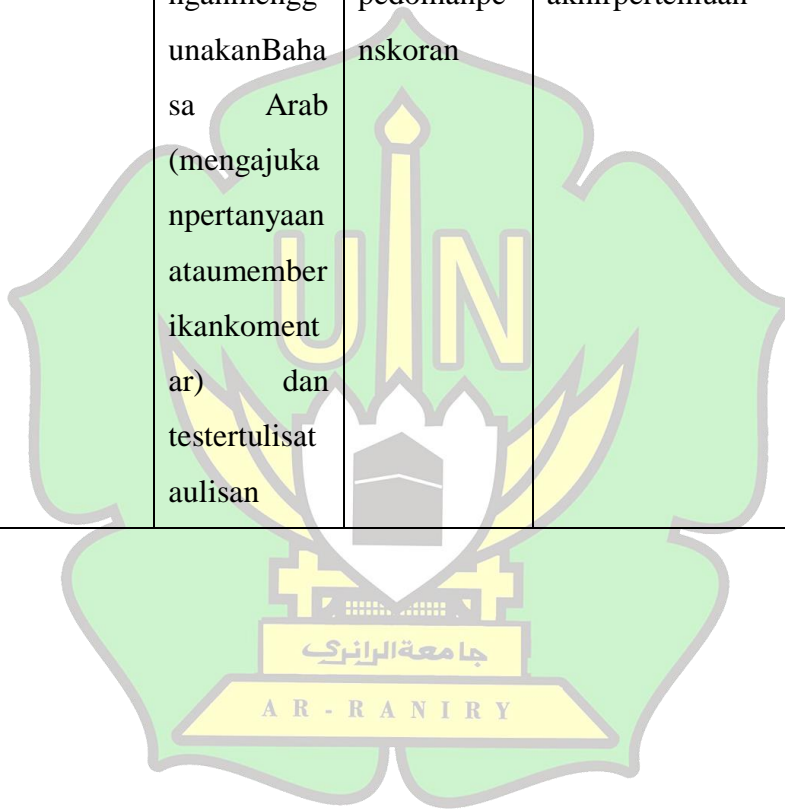 nganmengg
unakanBaha
sa Arab
(mengajuka
npertanyaan
ataumember
ikankoment
ar) dan
testertulisat
aulisan
pedomanpe
nskoran
akhirpertemuan
UIN
جامعة الرانري
AR-RANIRY